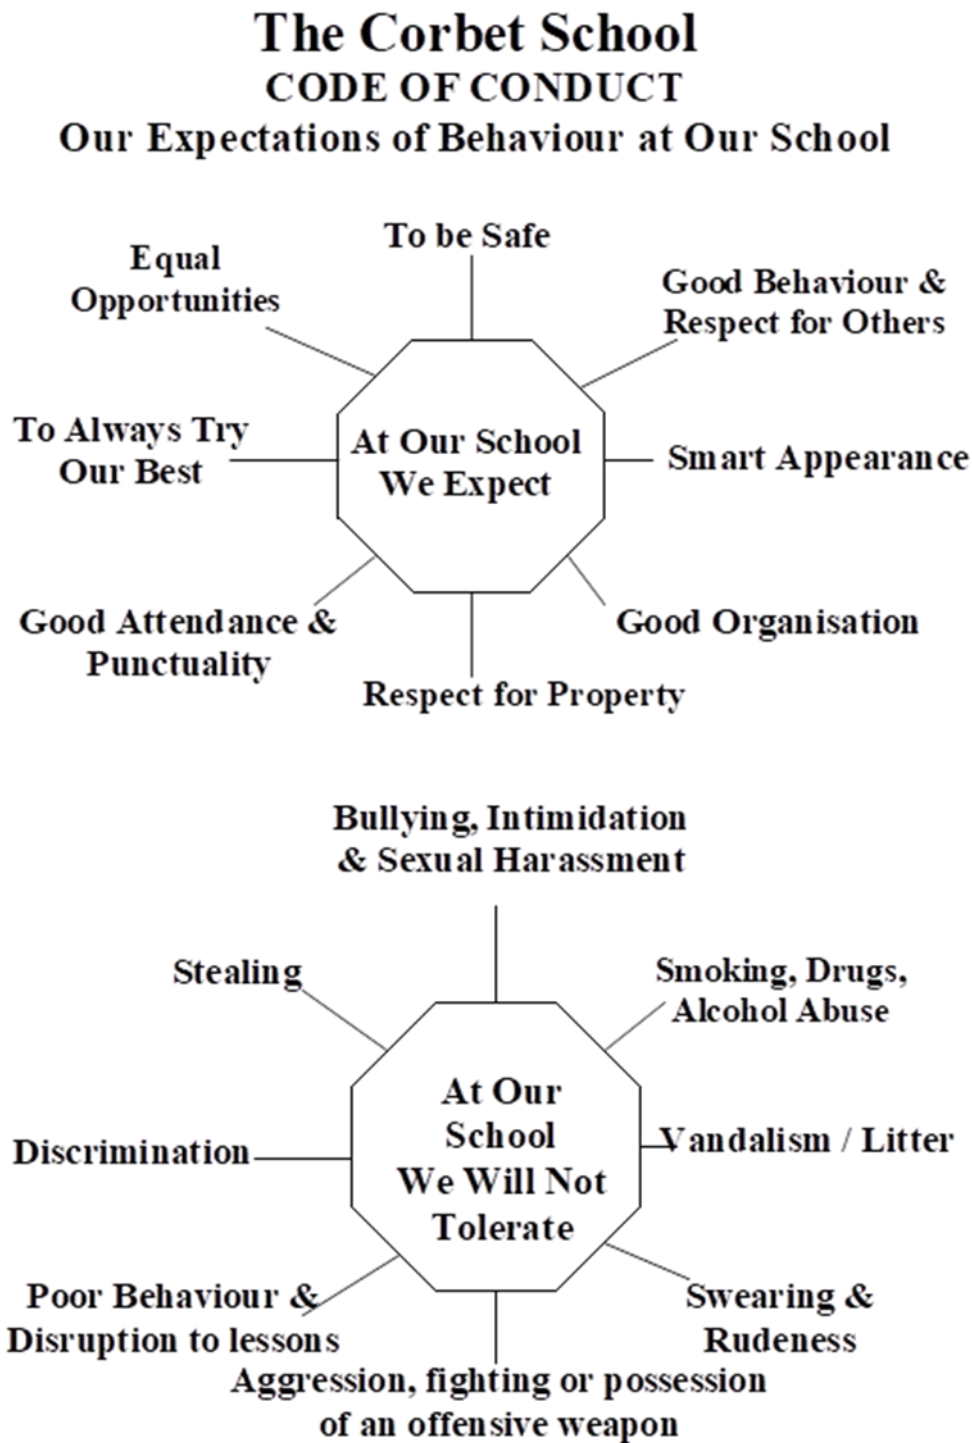 The Corbet School
CODE OF CONDUCT
Our Expectations of Behaviour at Our School
To be Safe
Equal
Opportunities
Good Behaviour &
Respect for Others
To Always Try
Our Best
At Our School
We Expect
Smart Appearance
Good Attendance &
Punctuality
Good Organisation
Respect for Property
Bullying, Intimidation
& Sexual Harassment
Stealing
Smoking, Drugs,
Alcohol Abuse
At Our
School
We Will Not
Tolerate
Discrimination
Vandalism / Litter
Poor Behaviour &
Disruption to lessons
Swearing &
Rudeness
Aggression, fighting or possession
of an offensive weapon